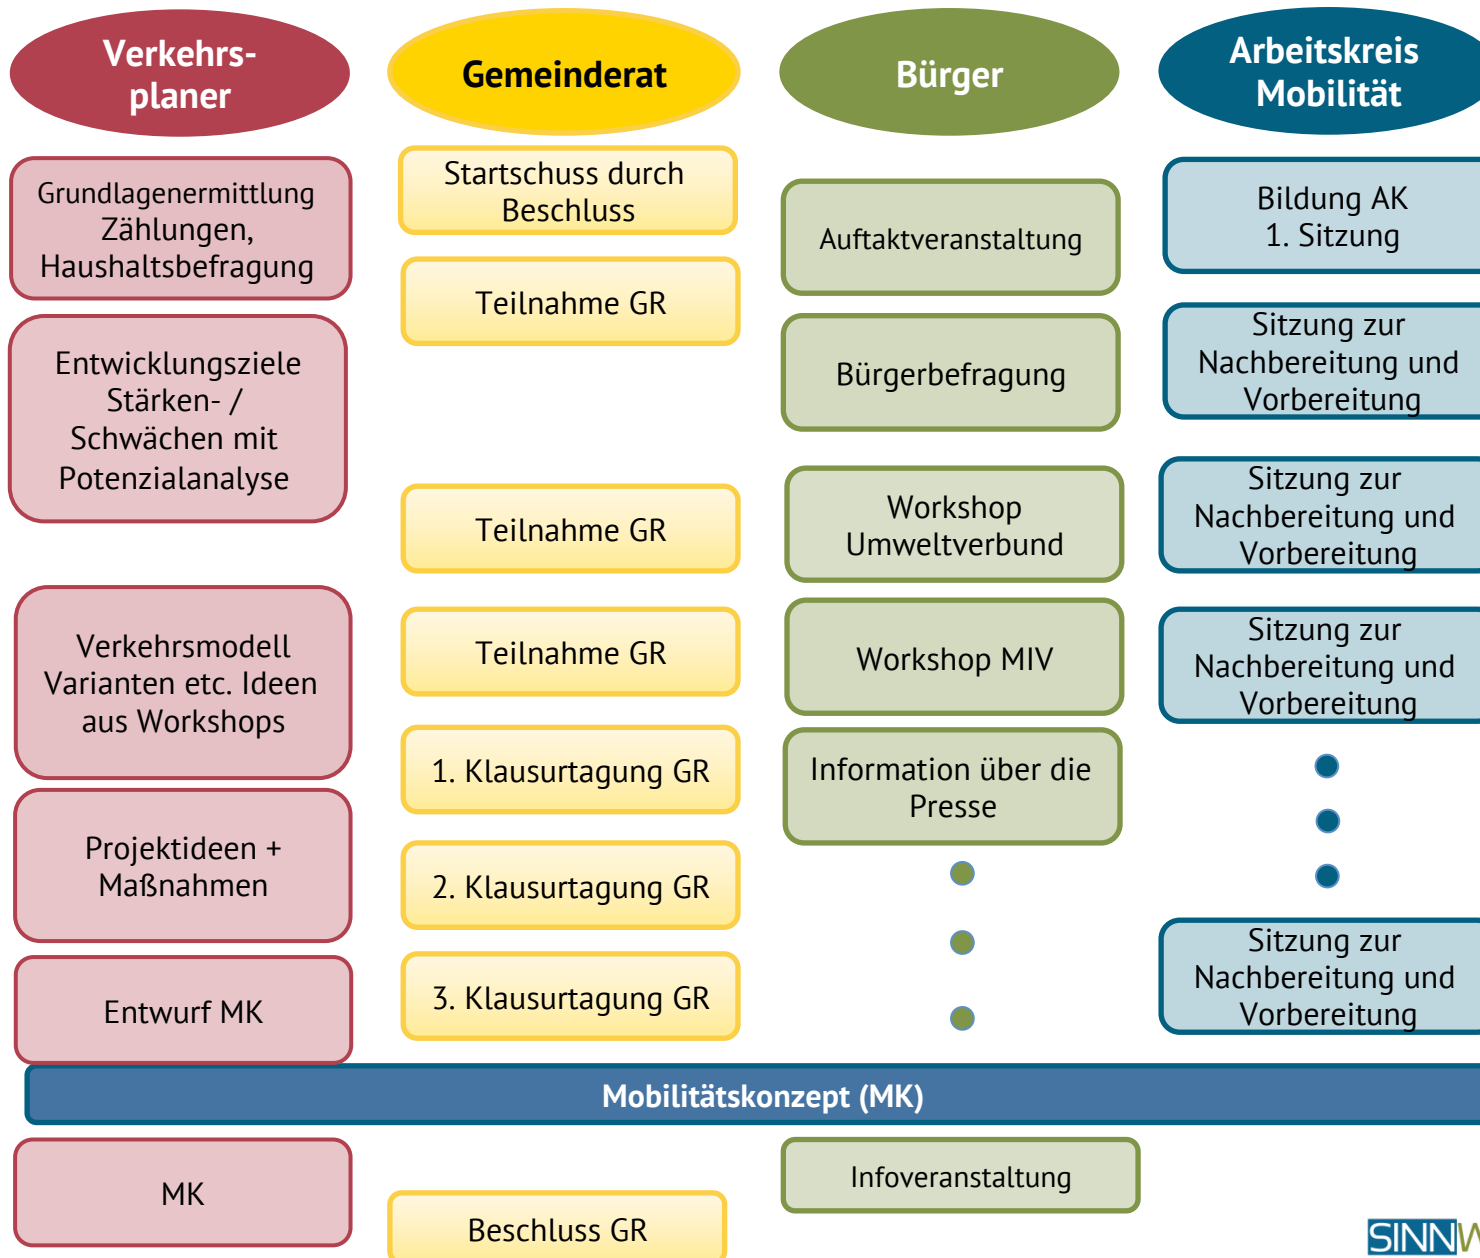 Verkehrs-
planer
Gemeinderat
Bürger
Arbeitskreis
Mobilität
Grundlagenermittlung
Zählungen,
Haushaltsbefragung
Entwicklungsziele
Stärken- /
Schwächen mit
Potenzialanalyse
Verkehrsmodell
Varianten etc. Ideen
aus Workshops
Projektideen +
Maßnahmen
Entwurf MK
Startschuss durch
Beschluss
Teilnahme GR
Teilnahme GR
Teilnahme GR
1. Klausurtagung GR
2. Klausurtagung GR
3. Klausurtagung GR
Auftaktveranstaltung
Bürgerbefragung
Workshop
Umweltverbund
Workshop MIV
Information über die
Presse
Bildung AK
1. Sitzung
Sitzung zur
Nachbereitung und
Vorbereitung
Sitzung zur
Nachbereitung und
Vorbereitung
Sitzung zur
Nachbereitung und
Vorbereitung
Sitzung zur
Nachbereitung und
Vorbereitung
Mobilitätskonzept (MK)
MK
Beschluss GR
Infoveranstaltung